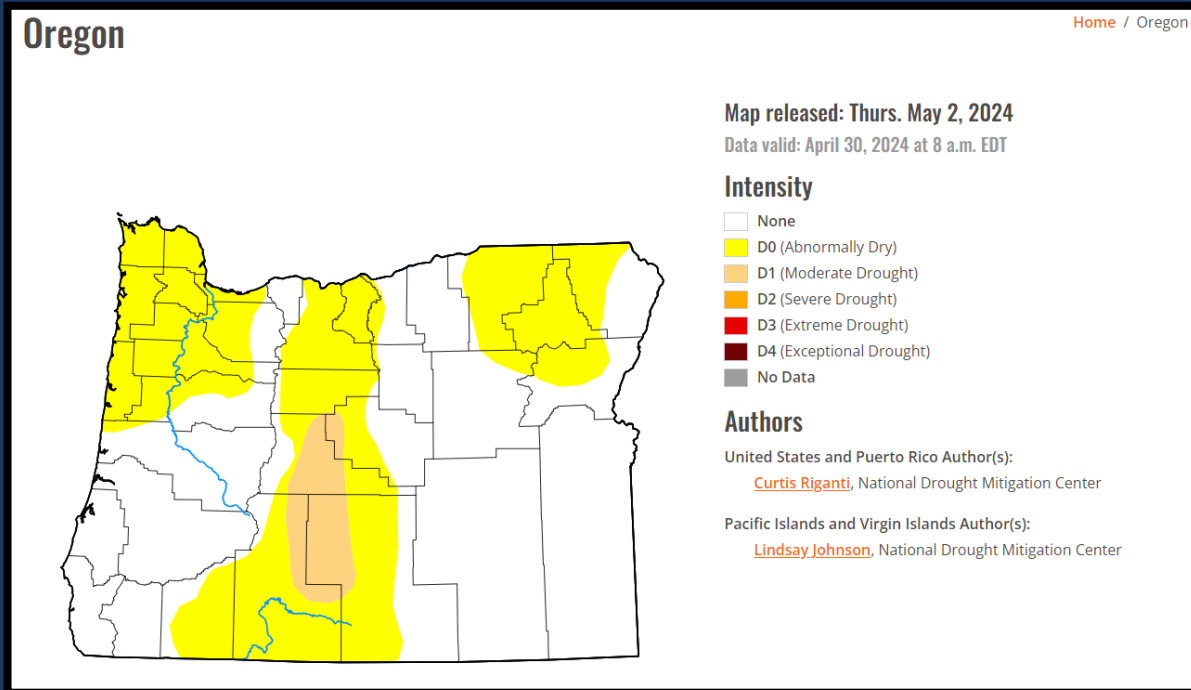 Oregon
Home / Oregon
Map released: Thurs. May 2, 2024
Data valid: April 30, 2024 at 8 a.m. EDT
Intensity
None
D0 (Abnormally Dry)
D1 (Moderate Drought)
D2 (Severe Drought)
D3 (Extreme Drought)
D4 (Exceptional Drought)
No Data
Authors
United States and Puerto Rico Author(s):
Curtis Riganti, National Drought Mitigation Center
Pacific Islands and Virgin Islands Author(s):
Lindsay Johnson, National Drought Mitigation Center